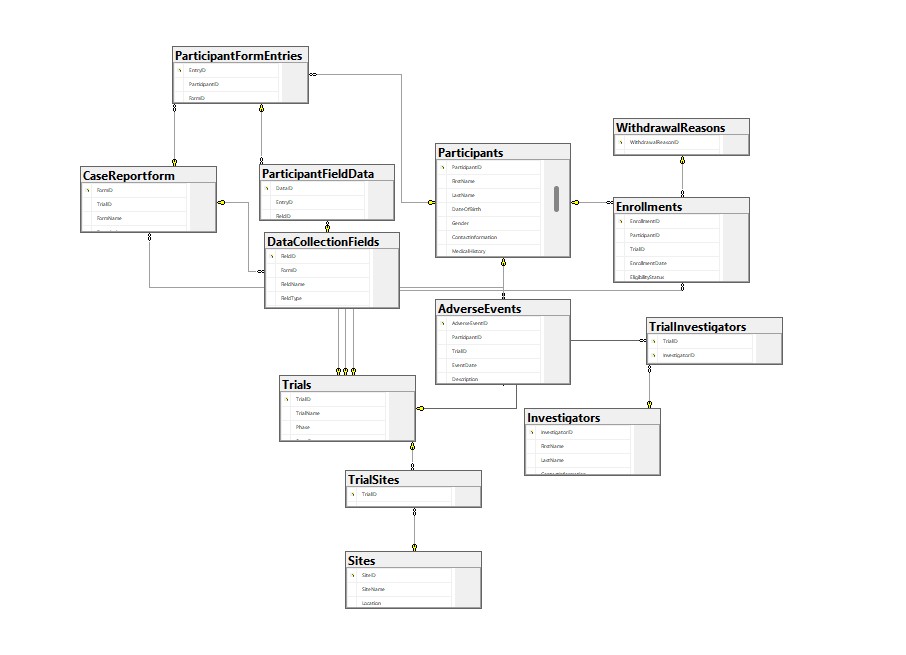 ParticipantFormEntries
EntryID
ParticipantID
FormID
WithdrawalReasons
WithdrawalReasonID
Participants
ParticipantID
FirstName
LastName
DateOfBirth
Gender
ContactInformation
MedicalHistory
CaseReportform
FormID
TrialID
FormName
ParticipantFieldData
DataID
EntryID
FieldID
Enrollments
EnrollmentID
ParticipantID
TrialID
EnrollmentDate
EligibilityStatus
DataCollectionFields
FieldID
FormID
FieldName
FieldType
AdverseEvents
AdverseEventID
ParticipantID
TrialID
EventDate
Description
TrialInvestigators
TrialID
InvestigatorID
Trials
TrialID
TrialName
Phase
Investigators
InvestigatorID
FirstName
LastName
ContactInformation
TrialSites
TrialID
Sites
SiteID
SiteName
Location